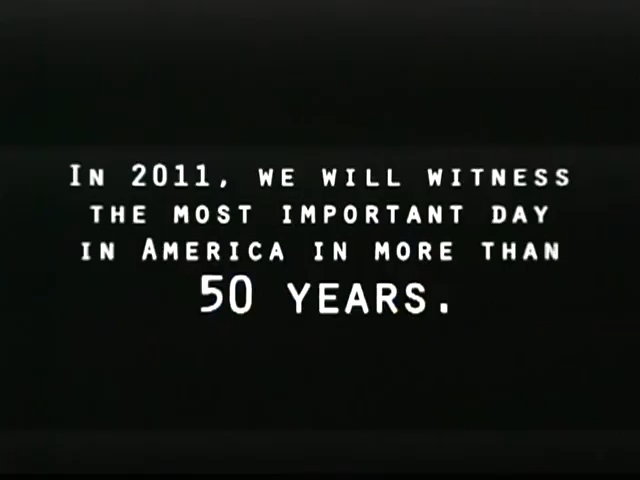 In 2011, we will witness
the most important day
in America in more than
50 years.